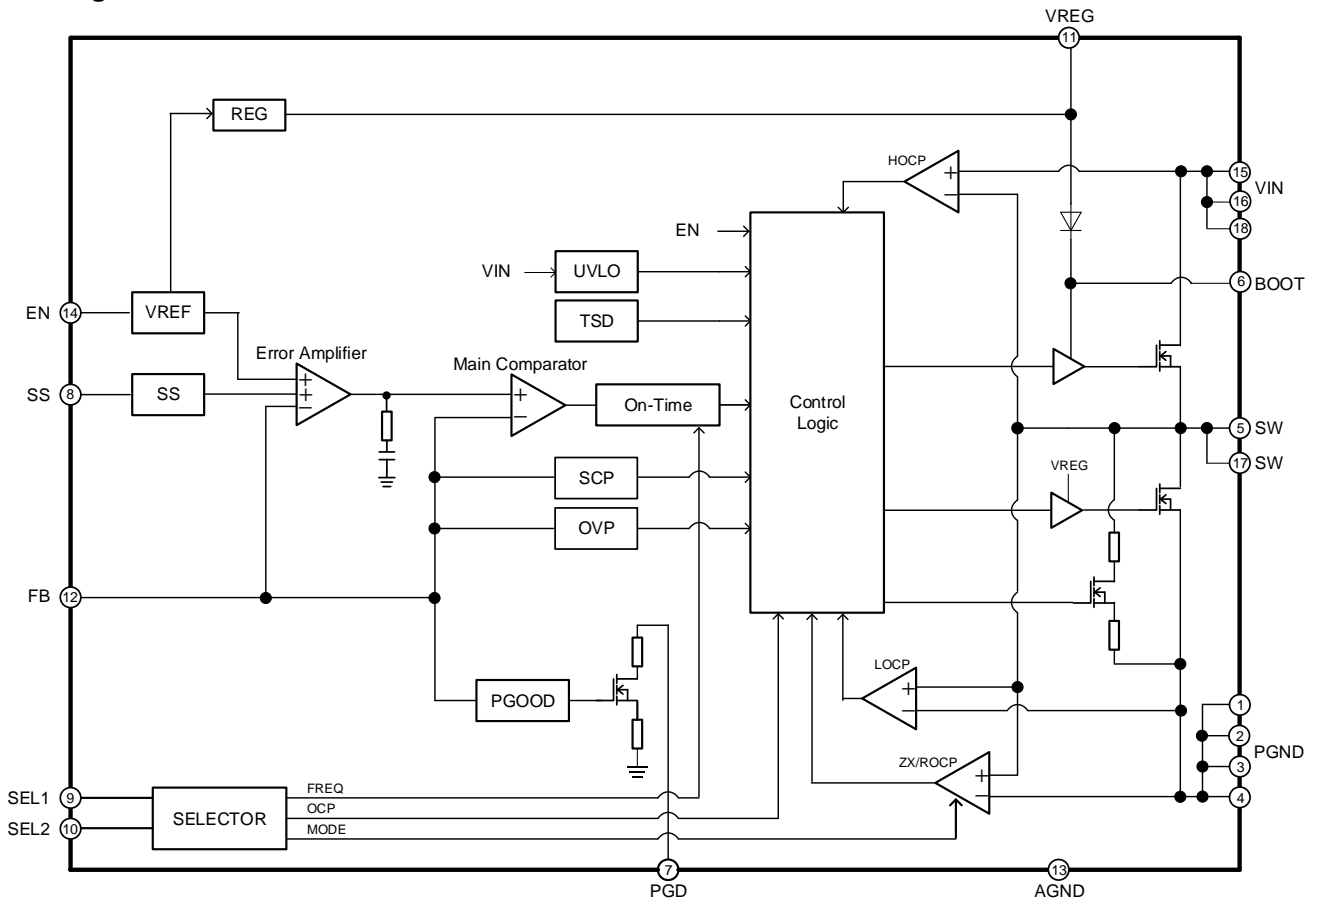 VREG
11
REG
HOCP
+
−
15
VIN
16
18
EN
VIN
UVLO
TSD
6
BOOT
EN
14
VREF
Error Amplifier
Main Comparator
SS
8
SS
+
+
−
+
−
On-Time
Control
Logic
5
SW
17
SW
VREG
SCP
OVP
FB
12
LOCP
+
−
PGOOD
1
2
PGND
3
4
ZX/ROCP
+
−
SEL1
9
SEL2
10
SELECTOR
FREQ
OCP
MODE
7
PGD
13
AGND